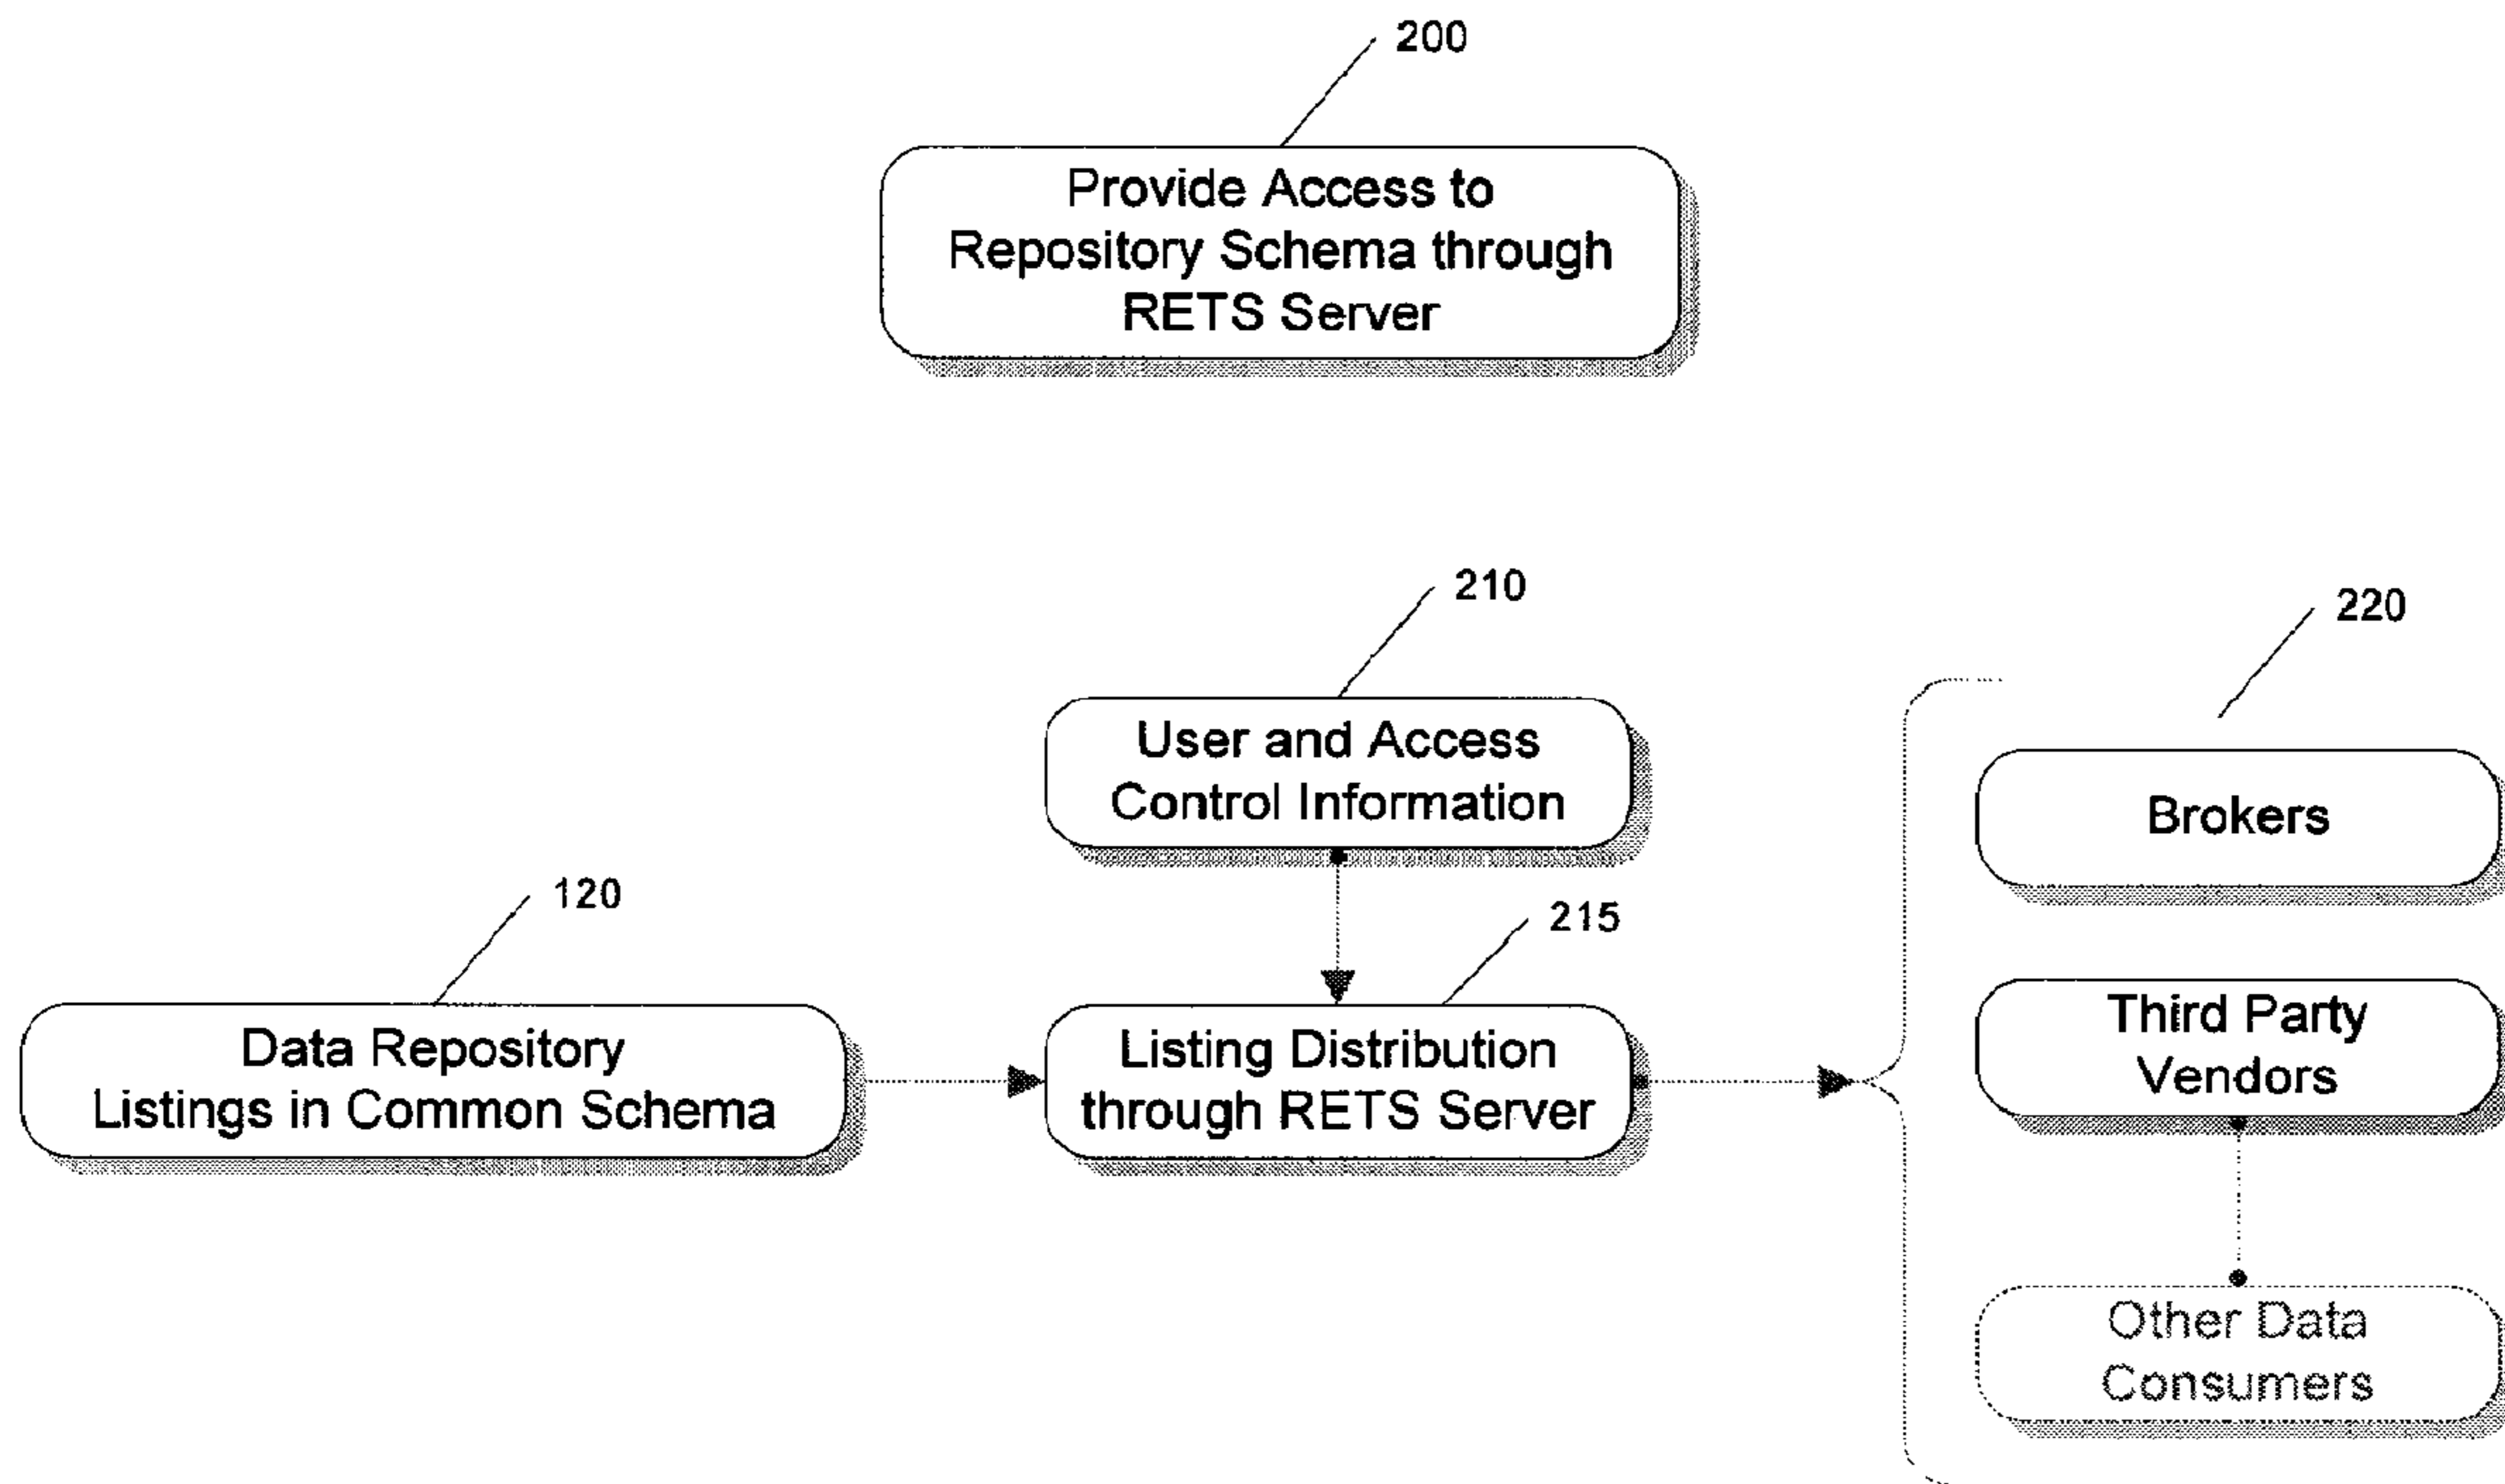 200
Provide Access to
Repository Schema through
RETS Server
210
220
User and Access
Control Information
Brokers
120
215
Data Repository
Listings in Common Schema
Listing Distribution
through RETS Server
Third Party
Vendors
Other Data
Consumers